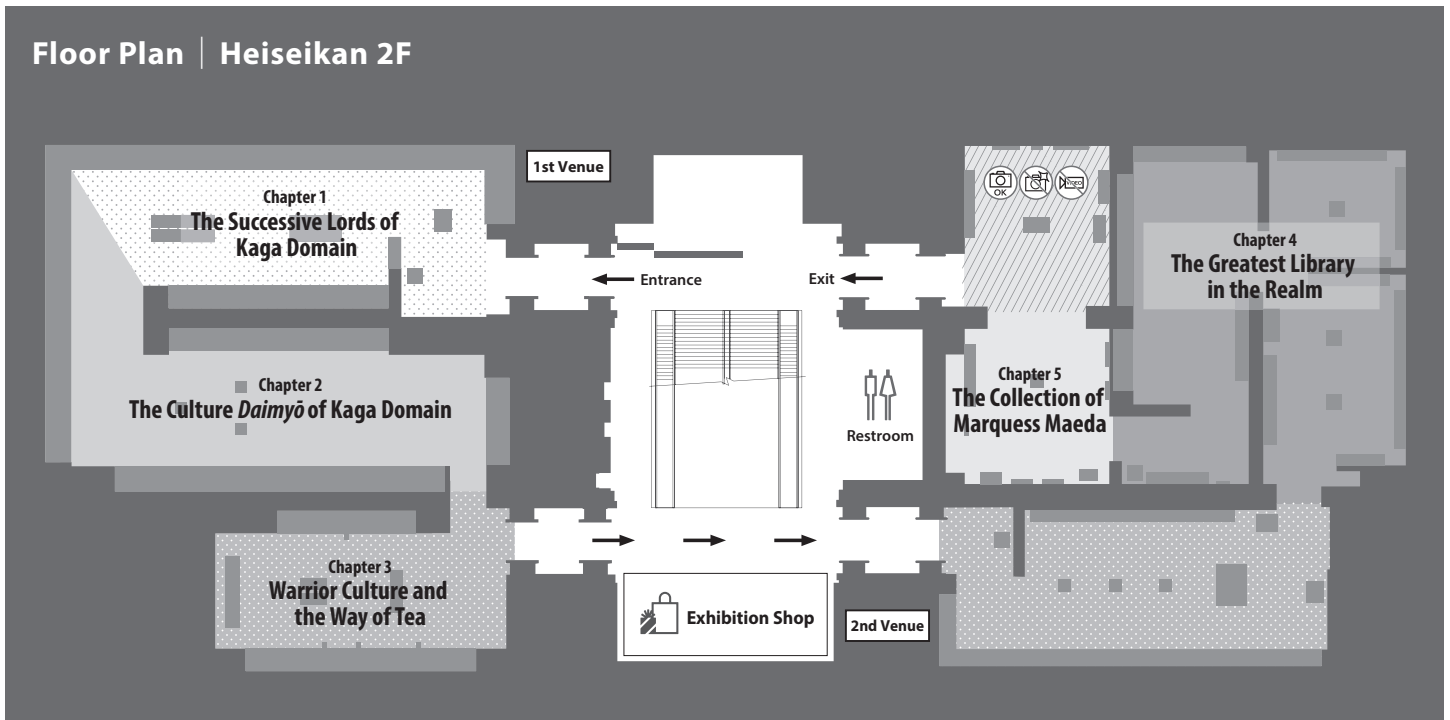 Floor Plan | Heiseikan 2F
1st Venue
Chapter 1
The Successive Lords of
Kaga Domain
Entrance
Exit
OK
VIDEO
Chapter 4
The Greatest Library
in the Realm
Chapter 2
The Culture Daimyō of Kaga Domain
Chapter 5
The Collection of
Marquess Maeda
Restroom
Chapter 3
Warrior Culture and
the Way of Tea
Exhibition Shop
2nd Venue